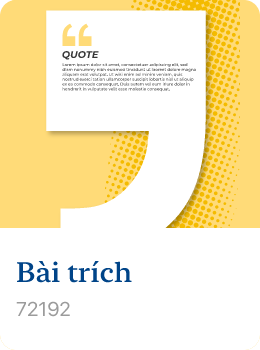 QUOTE
Lorem ipsum dolor sit amet, consectetuer adipiscing elit, sed
diam nonummy nibh euismod tincidunt ut laoreet dolore magna
aliquam erat volutpat. Ut wisi enim ad minim veniam, quis
nostrud exerci tation ullamcorper suscipit lobortis nisl ut aliquip
ex ea commodo consequat. Duis autem vel eum iriure dolor in
hendrerit in vulputate velit esse molestie consequat.
Bài trích
72192